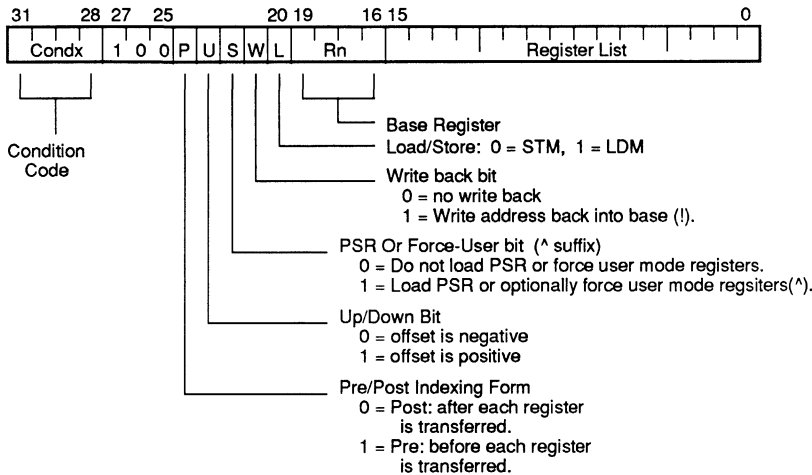 31 28 27 25 20 19 16 15 0
Condx 1 0 0 P U S W L Rn Register List
Base Register
Load/Store: 0 = STM, 1 = LDM
Condition
Code
Write back bit
0 = no write back
1 = Write address back into base (!).
PSR Or Force-User bit (^ suffix)
0 = Do not load PSR or force user mode registers.
1 = Load PSR or optionally force user mode regsiters(^).
Up/Down Bit
0 = offset is negative
1 = offset is positive
Pre/Post Indexing Form
0 = Post: after each register
is transferred.
1 = Pre: before each register
is transferred.